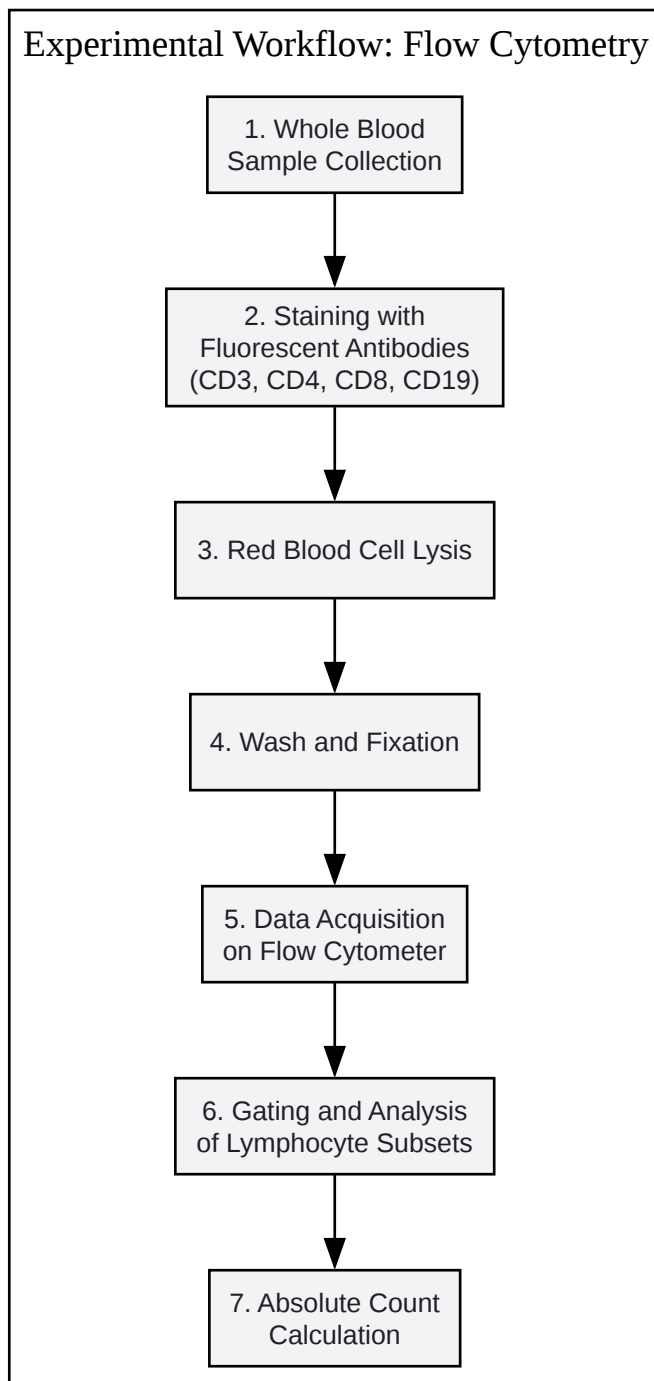 Experimental Workflow: Flow Cytometry
1. Whole Blood
Sample Collection
2. Staining with
Fluorescent Antibodies
(CD3, CD4, CD8, CD19)
3. Red Blood Cell Lysis
4. Wash and Fixation
5. Data Acquisition
on Flow Cytometer
6. Gating and Analysis
of Lymphocyte Subsets
7. Absolute Count
Calculation